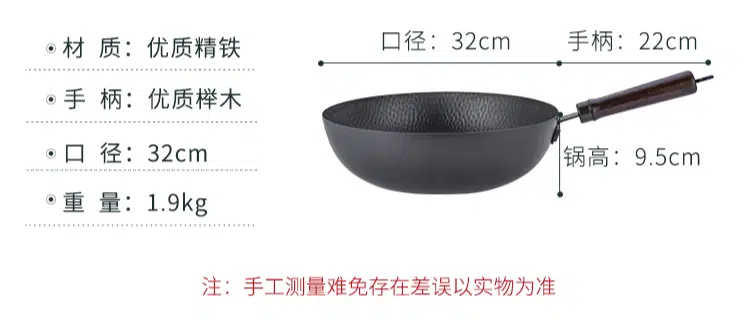 材 质：优质精铁
手 柄：优质榉木
口 径：32cm
重 量：1.9kg
口径：32cm
手柄：22cm
锅高：9.5cm
注：手工测量难免存在差误以实物为准